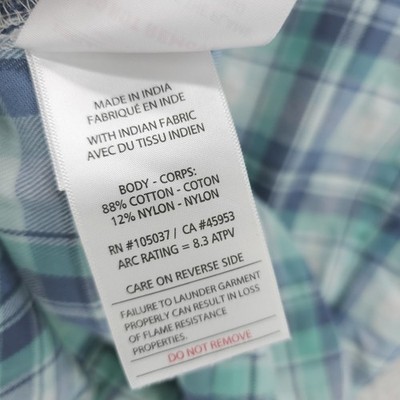 MADE IN INDIA
FABRIQUÉ EN INDE
WITH INDIAN FABRIC
AVEC DU TISSU INDIEN
BODY - CORPS:
88% COTTON - COTON
12% NYLON - NYLON
RN #105037 / CA #45953
ARC RATING = 8.3 ATPV
CARE ON REVERSE SIDE
FAILURE TO LAUNDER GARMENT
PROPERLY CAN RESULT IN LOSS
OF FLAME RESISTANCE
PROPERTIES.
DO NOT REMOVE